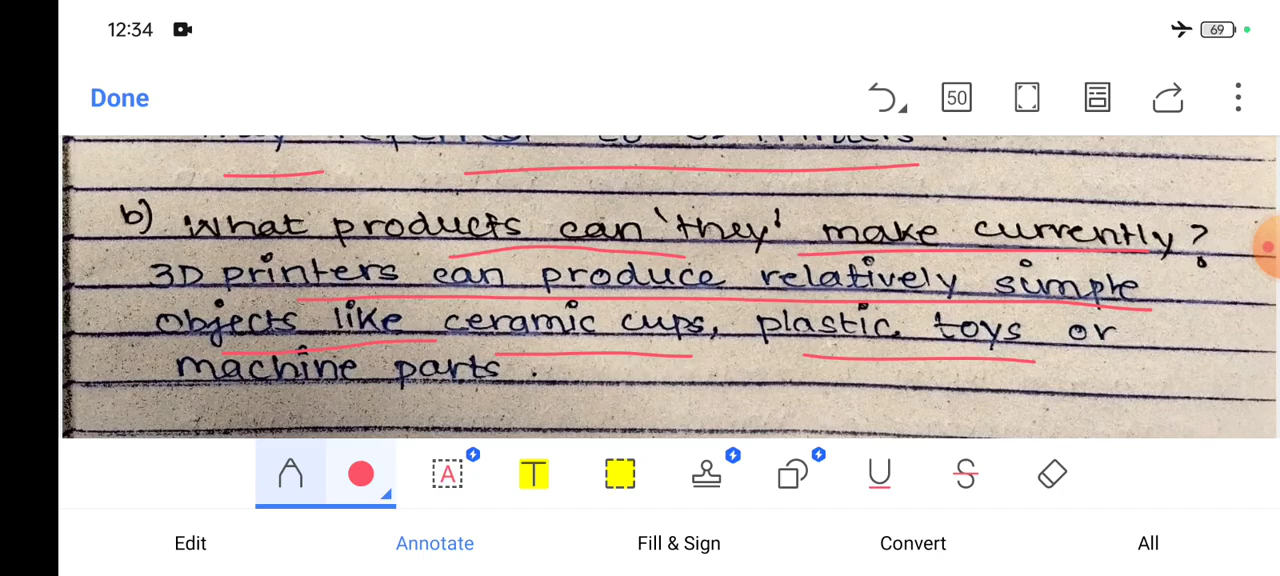 12:34
69
Done
50
b) What products can 'they' make currently?
3D printers can produce relatively simple
objects like ceramic cups, plastic toys or
machine parts.
A
T
U
S
Edit
Annotate
Fill & Sign
Convert
All